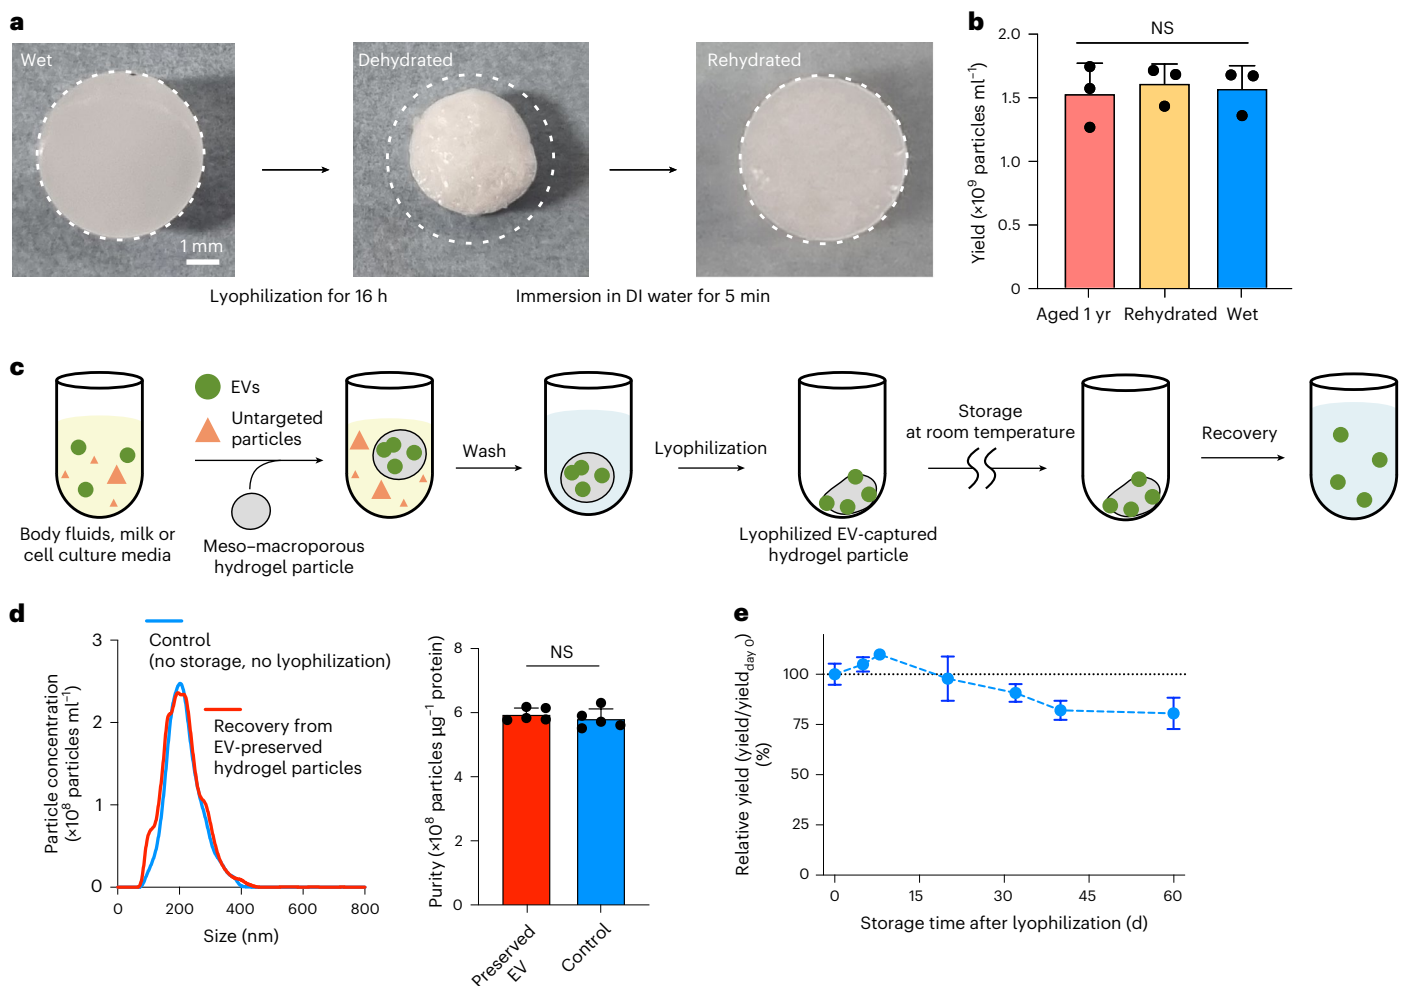 a
Wet
1 mm
Dehydrated
Rehydrated
Lyophilization for 16 h
Immersion in DI water for 5 min
b
NS
Yield (×10⁹ particles ml⁻¹)
2.0
1.5
1.0
0.5
0
Aged 1 yr Rehydrated Wet
c
EVs
Untargeted
particles
Body fluids, milk or
cell culture media
Meso–macroporous
hydrogel particle
Wash
Lyophilization
Lyophilized EV-captured
hydrogel particle
Storage
at room temperature
Recovery
d
Particle concentration
(×10⁸ particles ml⁻¹)
3
2
1
0
Control
(no storage, no lyophilization)
Recovery from
EV-preserved
hydrogel particles
0 200 400 600 800
Size (nm)
Purity (×10⁸ particles µg⁻¹ protein)
8
6
4
2
0
NS
Preserved
EV
Control
e
Relative yield (yield/yield day 0)
(%)
100
75
50
25
0
0 15 30 45 60
Storage time after lyophilization (d)